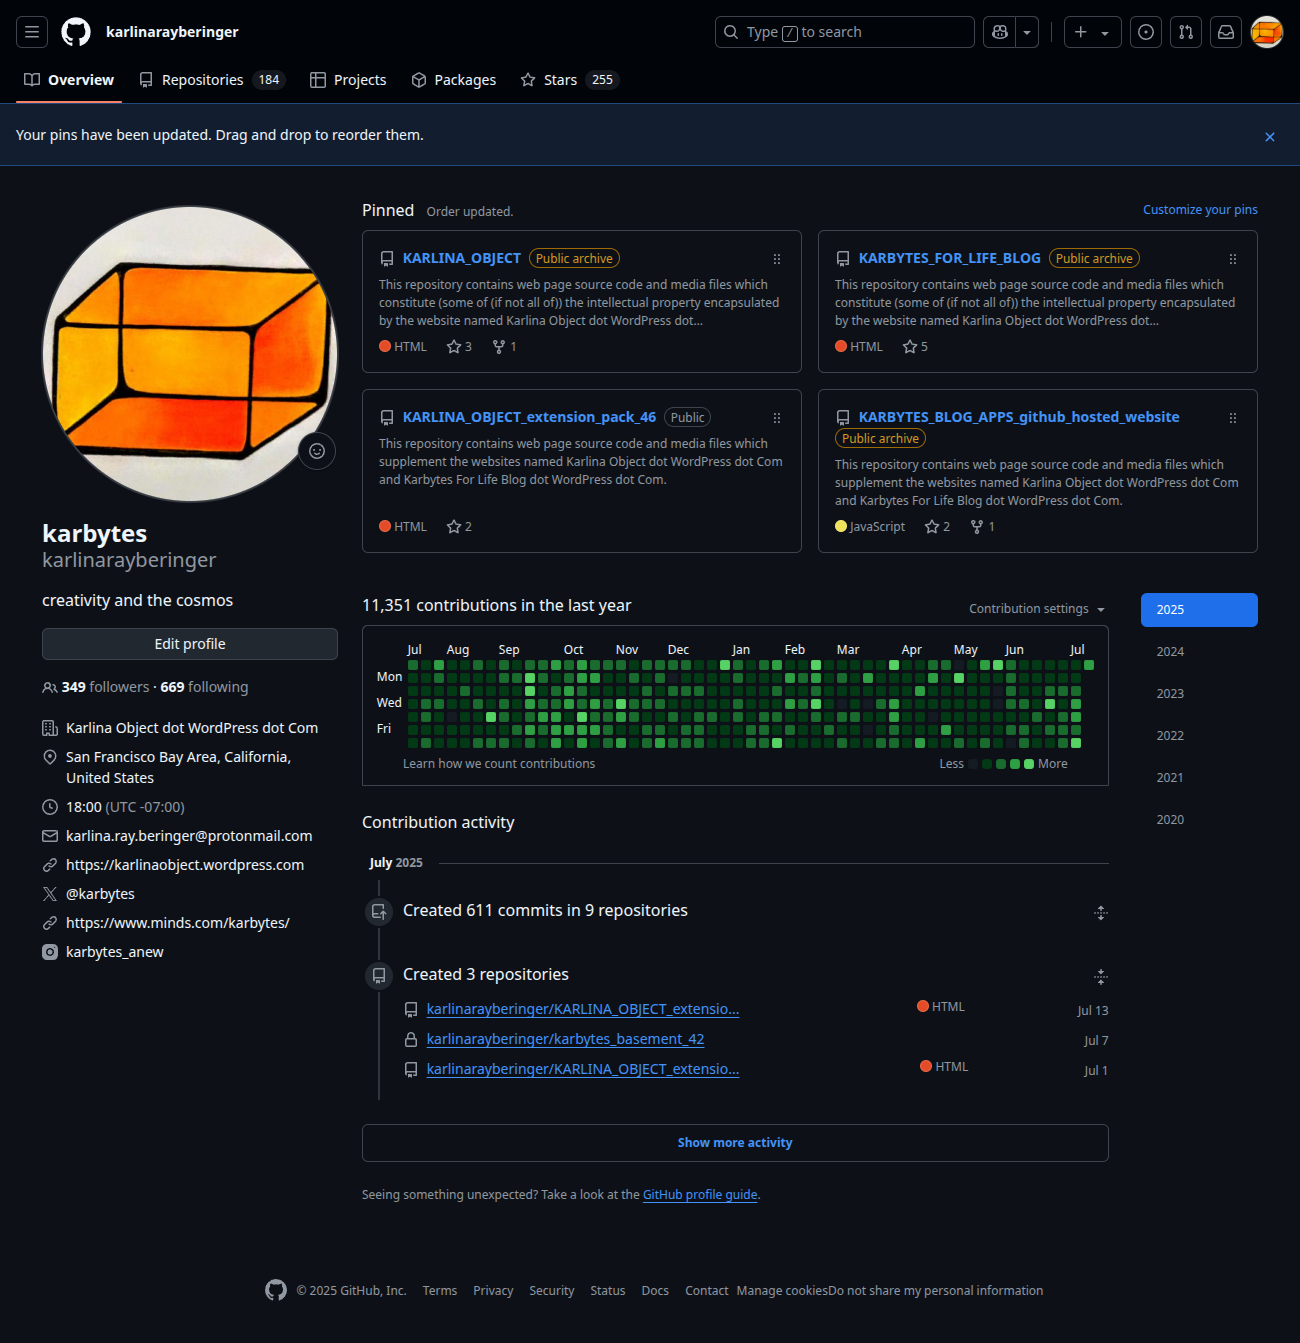 karlinarayberinger
Type / to search
Overview
Repositories 184
Projects
Packages
Stars 255
Your pins have been updated. Drag and drop to reorder them.
Pinned Order updated.
Customize your pins
KARLINA_OBJECT Public archive
This repository contains web page source code and media files which
constitute (some of (if not all of)) the intellectual property encapsulated
by the website named Karlina Object dot WordPress dot...
HTML 3 1
KARBYTES_FOR_LIFE_BLOG Public archive
This repository contains web page source code and media files which
constitute (some of (if not all of)) the intellectual property encapsulated
by the website named Karlina Object dot WordPress dot...
HTML 5
KARLINA_OBJECT_extension_pack_46 Public
This repository contains web page source code and media files which
supplement the websites named Karlina Object dot WordPress dot Com
and Karbytes For Life Blog dot WordPress dot Com.
HTML 2
KARBYTES_BLOG_APPS_github_hosted_website
Public archive
This repository contains web page source code and media files which
supplement the websites named Karlina Object dot WordPress dot Com
and Karbytes For Life Blog dot WordPress dot Com.
JavaScript 2 1
karbytes
karlinarayberinger
creativity and the cosmos
Edit profile
349 followers · 669 following
Karlina Object dot WordPress dot Com
San Francisco Bay Area, California,
United States
18:00 (UTC -07:00)
karlina.ray.beringer@protonmail.com
https://karlinaobject.wordpress.com
@karbytes
https://www.minds.com/karbytes/
karbytes_anew
11,351 contributions in the last year
Contribution settings
Jul Aug Sep Oct Nov Dec Jan Feb Mar Apr May Jun Jul
Mon
Wed
Fri
Learn how we count contributions
Less More
2025
2024
2023
2022
2021
2020
Contribution activity
July 2025
Created 611 commits in 9 repositories
Created 3 repositories
karlinarayberinger/KARLINA_OBJECT_extensio... HTML Jul 13
karlinarayberinger/karbytes_basement_42 Jul 7
karlinarayberinger/KARLINA_OBJECT_extensio... HTML Jul 1
Show more activity
Seeing something unexpected? Take a look at the GitHub profile guide.
© 2025 GitHub, Inc. Terms Privacy Security Status Docs Contact Manage cookies Do not share my personal information